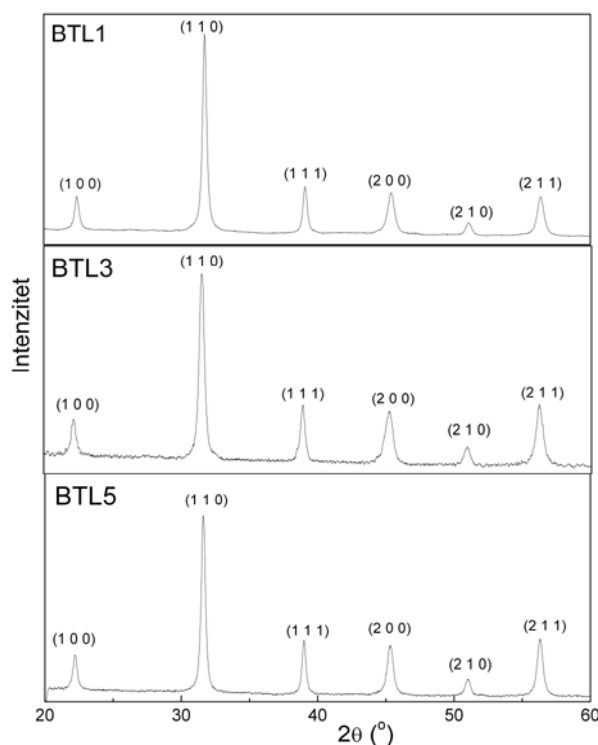 BTL1
(1 1 0)
(1 0 0)
(1 1 1)
(2 0 0)
(2 1 0)
(2 1 1)
BTL3
(1 1 0)
(1 0 0)
(1 1 1)
(2 0 0)
(2 1 0)
(2 1 1)
BTL5
(1 1 0)
(1 0 0)
(1 1 1)
(2 0 0)
(2 1 0)
(2 1 1)
Intenzitet
20 30 40 50 60
2θ (°)